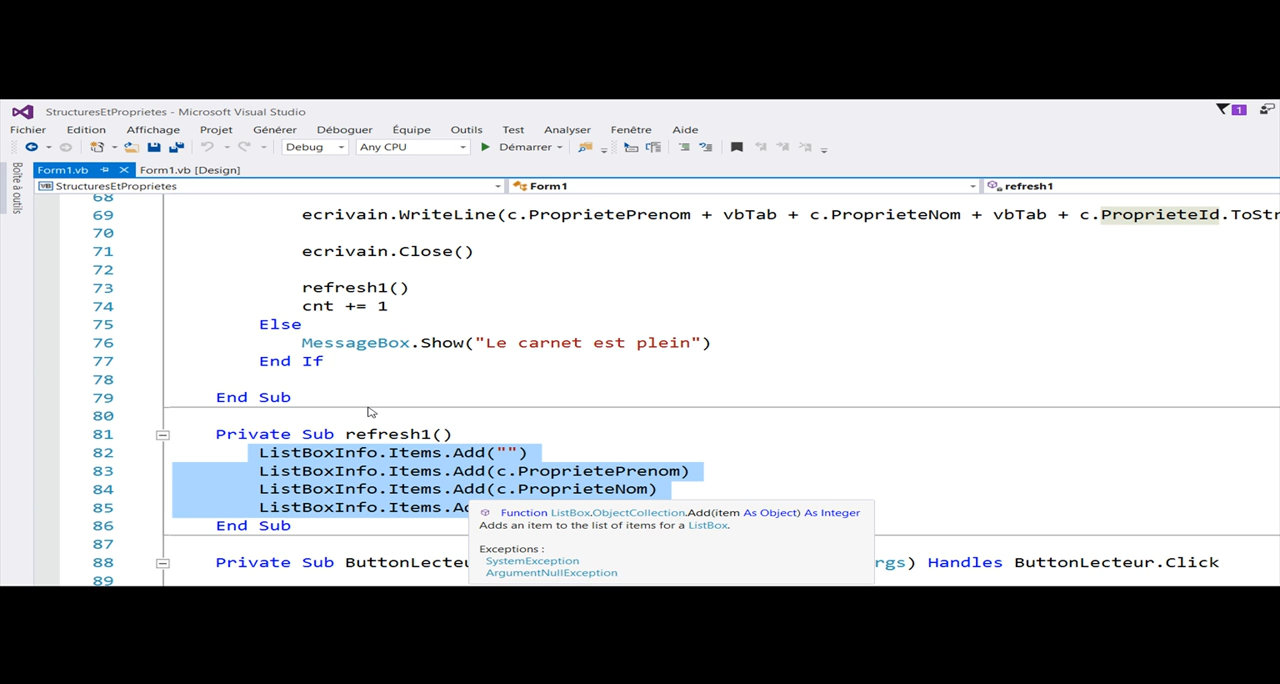 StructuresEtProprietes - Microsoft Visual Studio
1
Fichier Edition Affichage Projet Générer Déboguer Équipe Outils Test Analyser Fenêtre Aide
Debug Any CPU Démarrer
Boîte à outils
Form1.vb Form1.vb [Design]
VB StructuresEtProprietes Form1 refresh1
68
69 ecrivain.WriteLine(c.ProprietePrenom + vbTab + c.ProprieteNom + vbTab + c.ProprieteId.ToStr
70
71 ecrivain.Close()
72
73 refresh1()
74 cnt += 1
75 Else
76 MessageBox.Show("Le carnet est plein")
77 End If
78
79 End Sub
80
81 Private Sub refresh1()
82 ListBoxInfo.Items.Add("")
83 ListBoxInfo.Items.Add(c.ProprietePrenom)
84 ListBoxInfo.Items.Add(c.ProprieteNom)
85 ListBoxInfo.Items.Ad
Function ListBox.ObjectCollection.Add(item As Object) As Integer
86 End Sub
Adds an item to the list of items for a ListBox.
87
Exceptions :
88 Private Sub ButtonLecteu rgs) Handles ButtonLecteur.Click
SystemException
ArgumentNullException
89